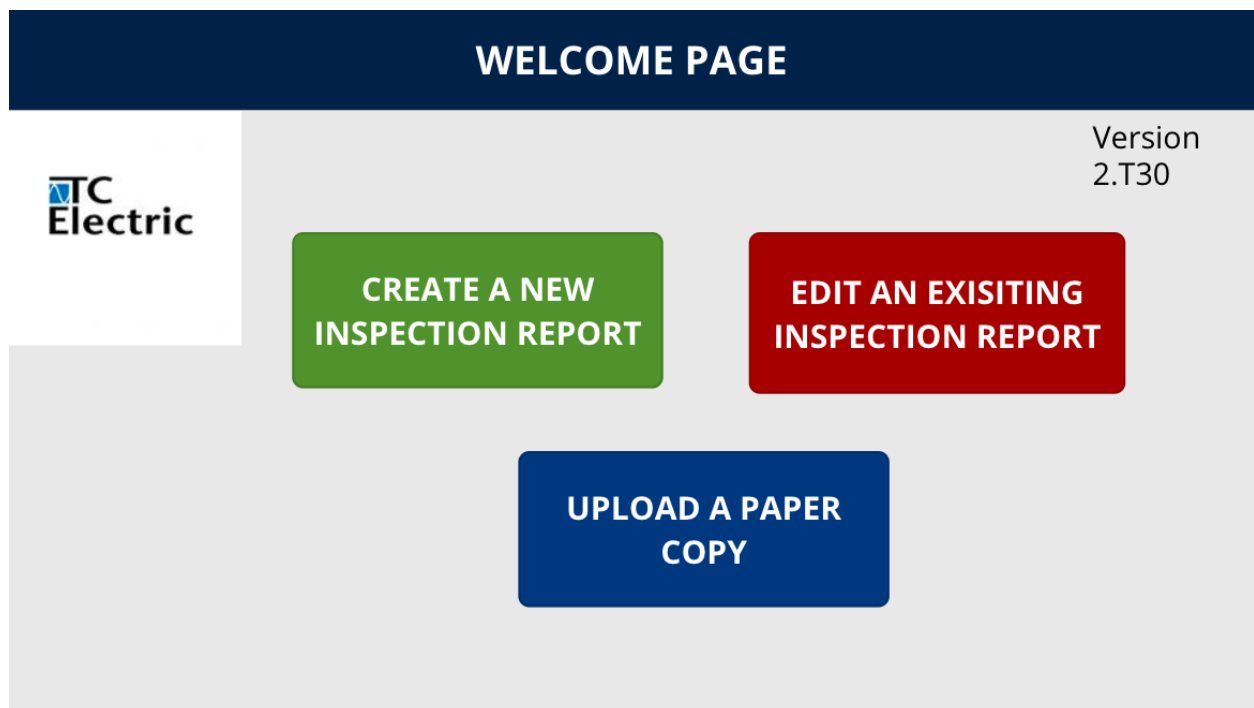 WELCOME PAGE
Version
2.T30
TC
Electric
CREATE A NEW
INSPECTION REPORT
EDIT AN EXISITING
INSPECTION REPORT
UPLOAD A PAPER
COPY